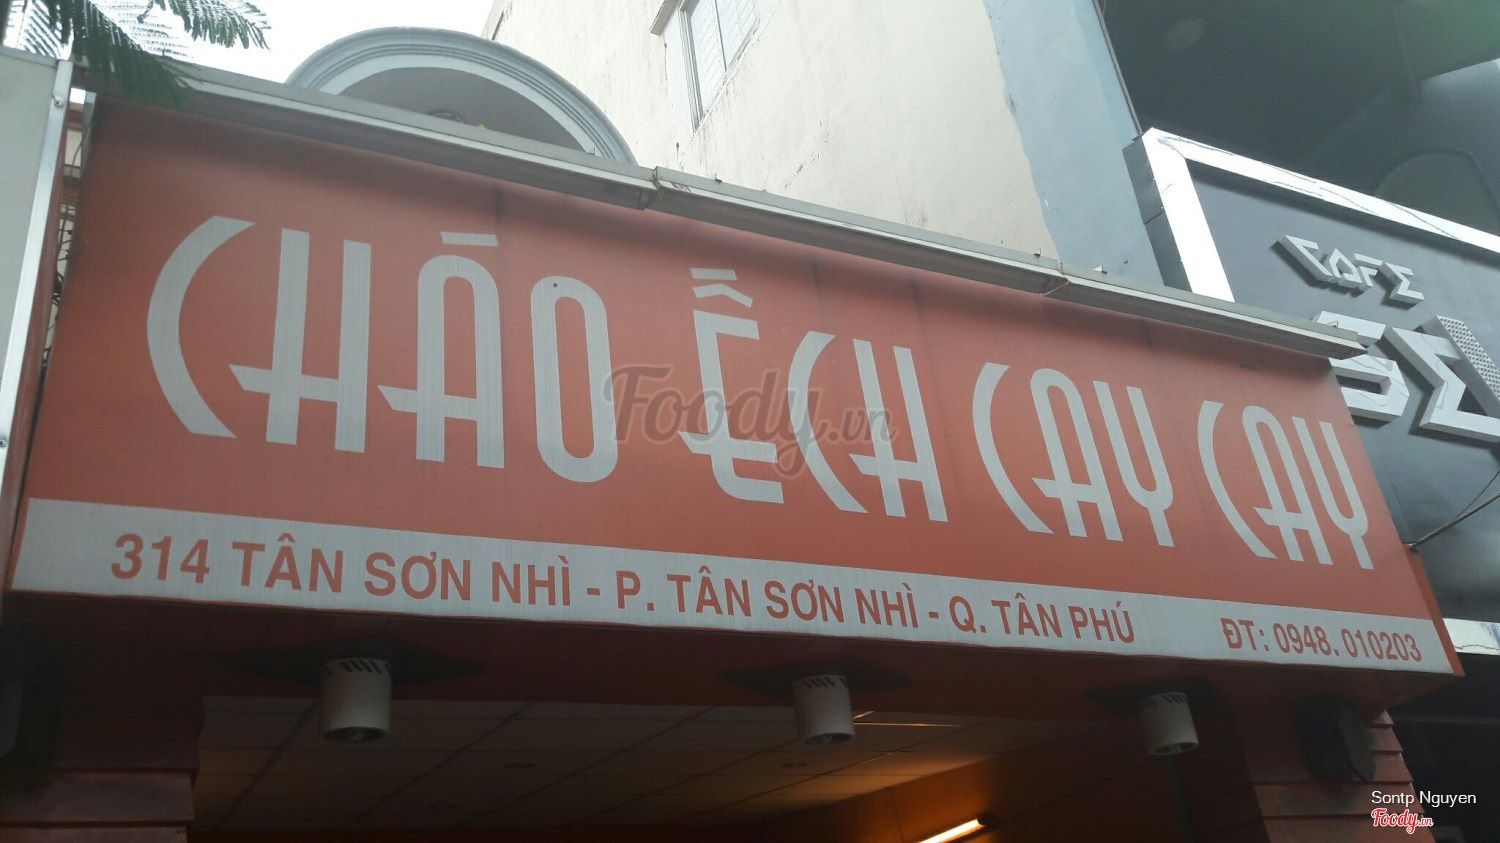 CHÁO ẾCH CAY CAY
314 TÂN SƠN NHÌ - P. TÂN SƠN NHÌ - Q. TÂN PHÚ
ĐT: 0948. 010203
CAFE
Foody.vn
Sontp Nguyen
Foody.vn